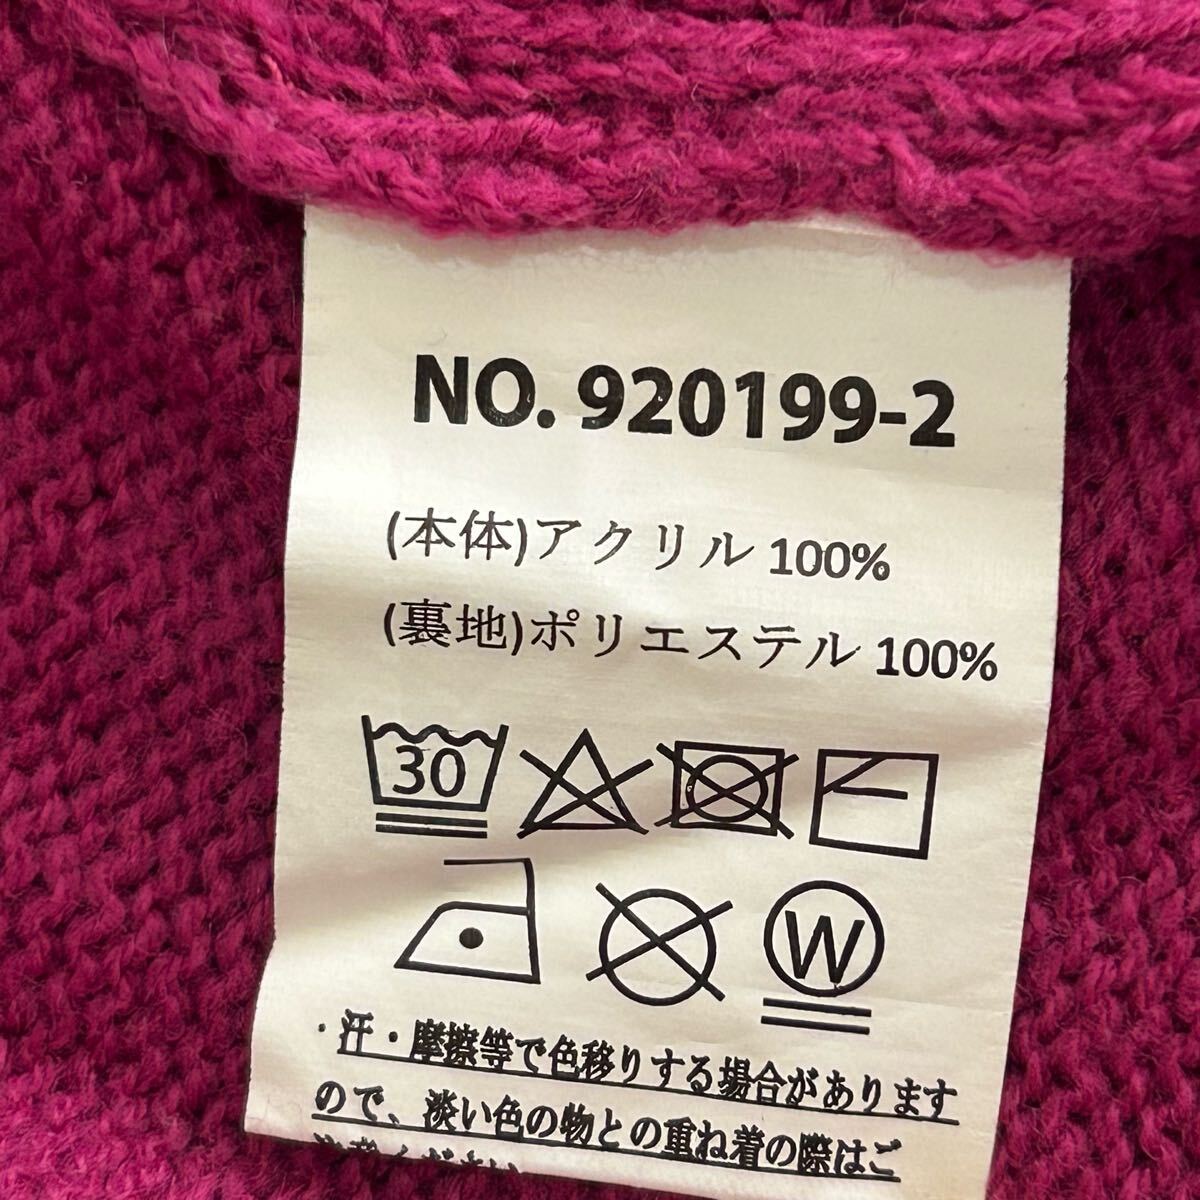 NO. 920199-2
(本体)アクリル 100%
(裏地)ポリエステル 100%
30
W
・汗・摩擦等で色移りする場合があります
ので、淡い色の物との重ね着の際はご